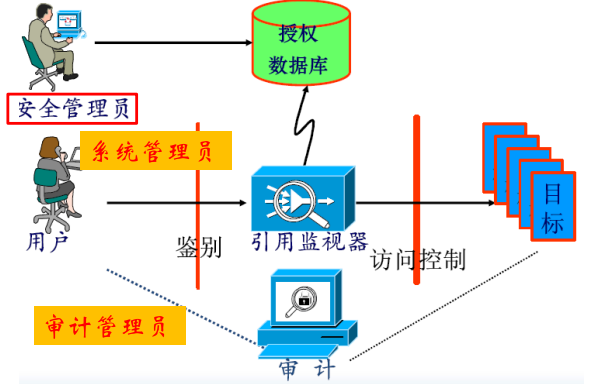 授权
数据库
安全管理员
系统管理员
用户
鉴别
引用监视器
访问控制
目
标
审计管理员
审 计